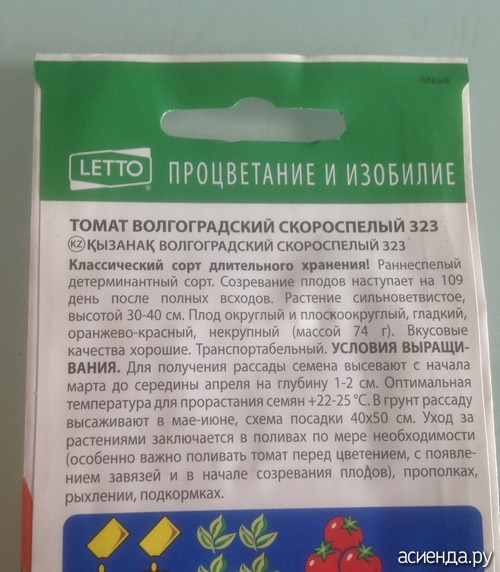 ©Novik
LETTO®
ПРОЦВЕТАНИЕ И ИЗОБИЛИЕ
ТОМАТ ВОЛГОГРАДСКИЙ СКОРОСПЕЛЫЙ 323
KZ ҚЫЗАНАҚ ВОЛГОГРАДСКИЙ СКОРОСПЕЛЫЙ 323
Классический сорт длительного хранения! Раннеспелый
детерминантный сорт. Созревание плодов наступает на 109
день после полных всходов. Растение сильноветвистое,
высотой 30-40 см. Плод округлый и плоскоокруглый, гладкий,
оранжево-красный, некрупный (массой 74 г). Вкусовые
качества хорошие. Транспортабельный. УСЛОВИЯ ВЫРАЩИ-
ВАНИЯ. Для получения рассады семена высевают с начала
марта до середины апреля на глубину 1-2 см. Оптимальная
температура для прорастания семян +22-25 °С. В грунт рассаду
высаживают в мае-июне, схема посадки 40х50 см. Уход за
растениями заключается в поливах по мере необходимости
(особенно важно поливать томат перед цветением, с появле-
нием завязей и в начале созревания плодов), прополках,
рыхлении, подкормках.
асиенда.ру